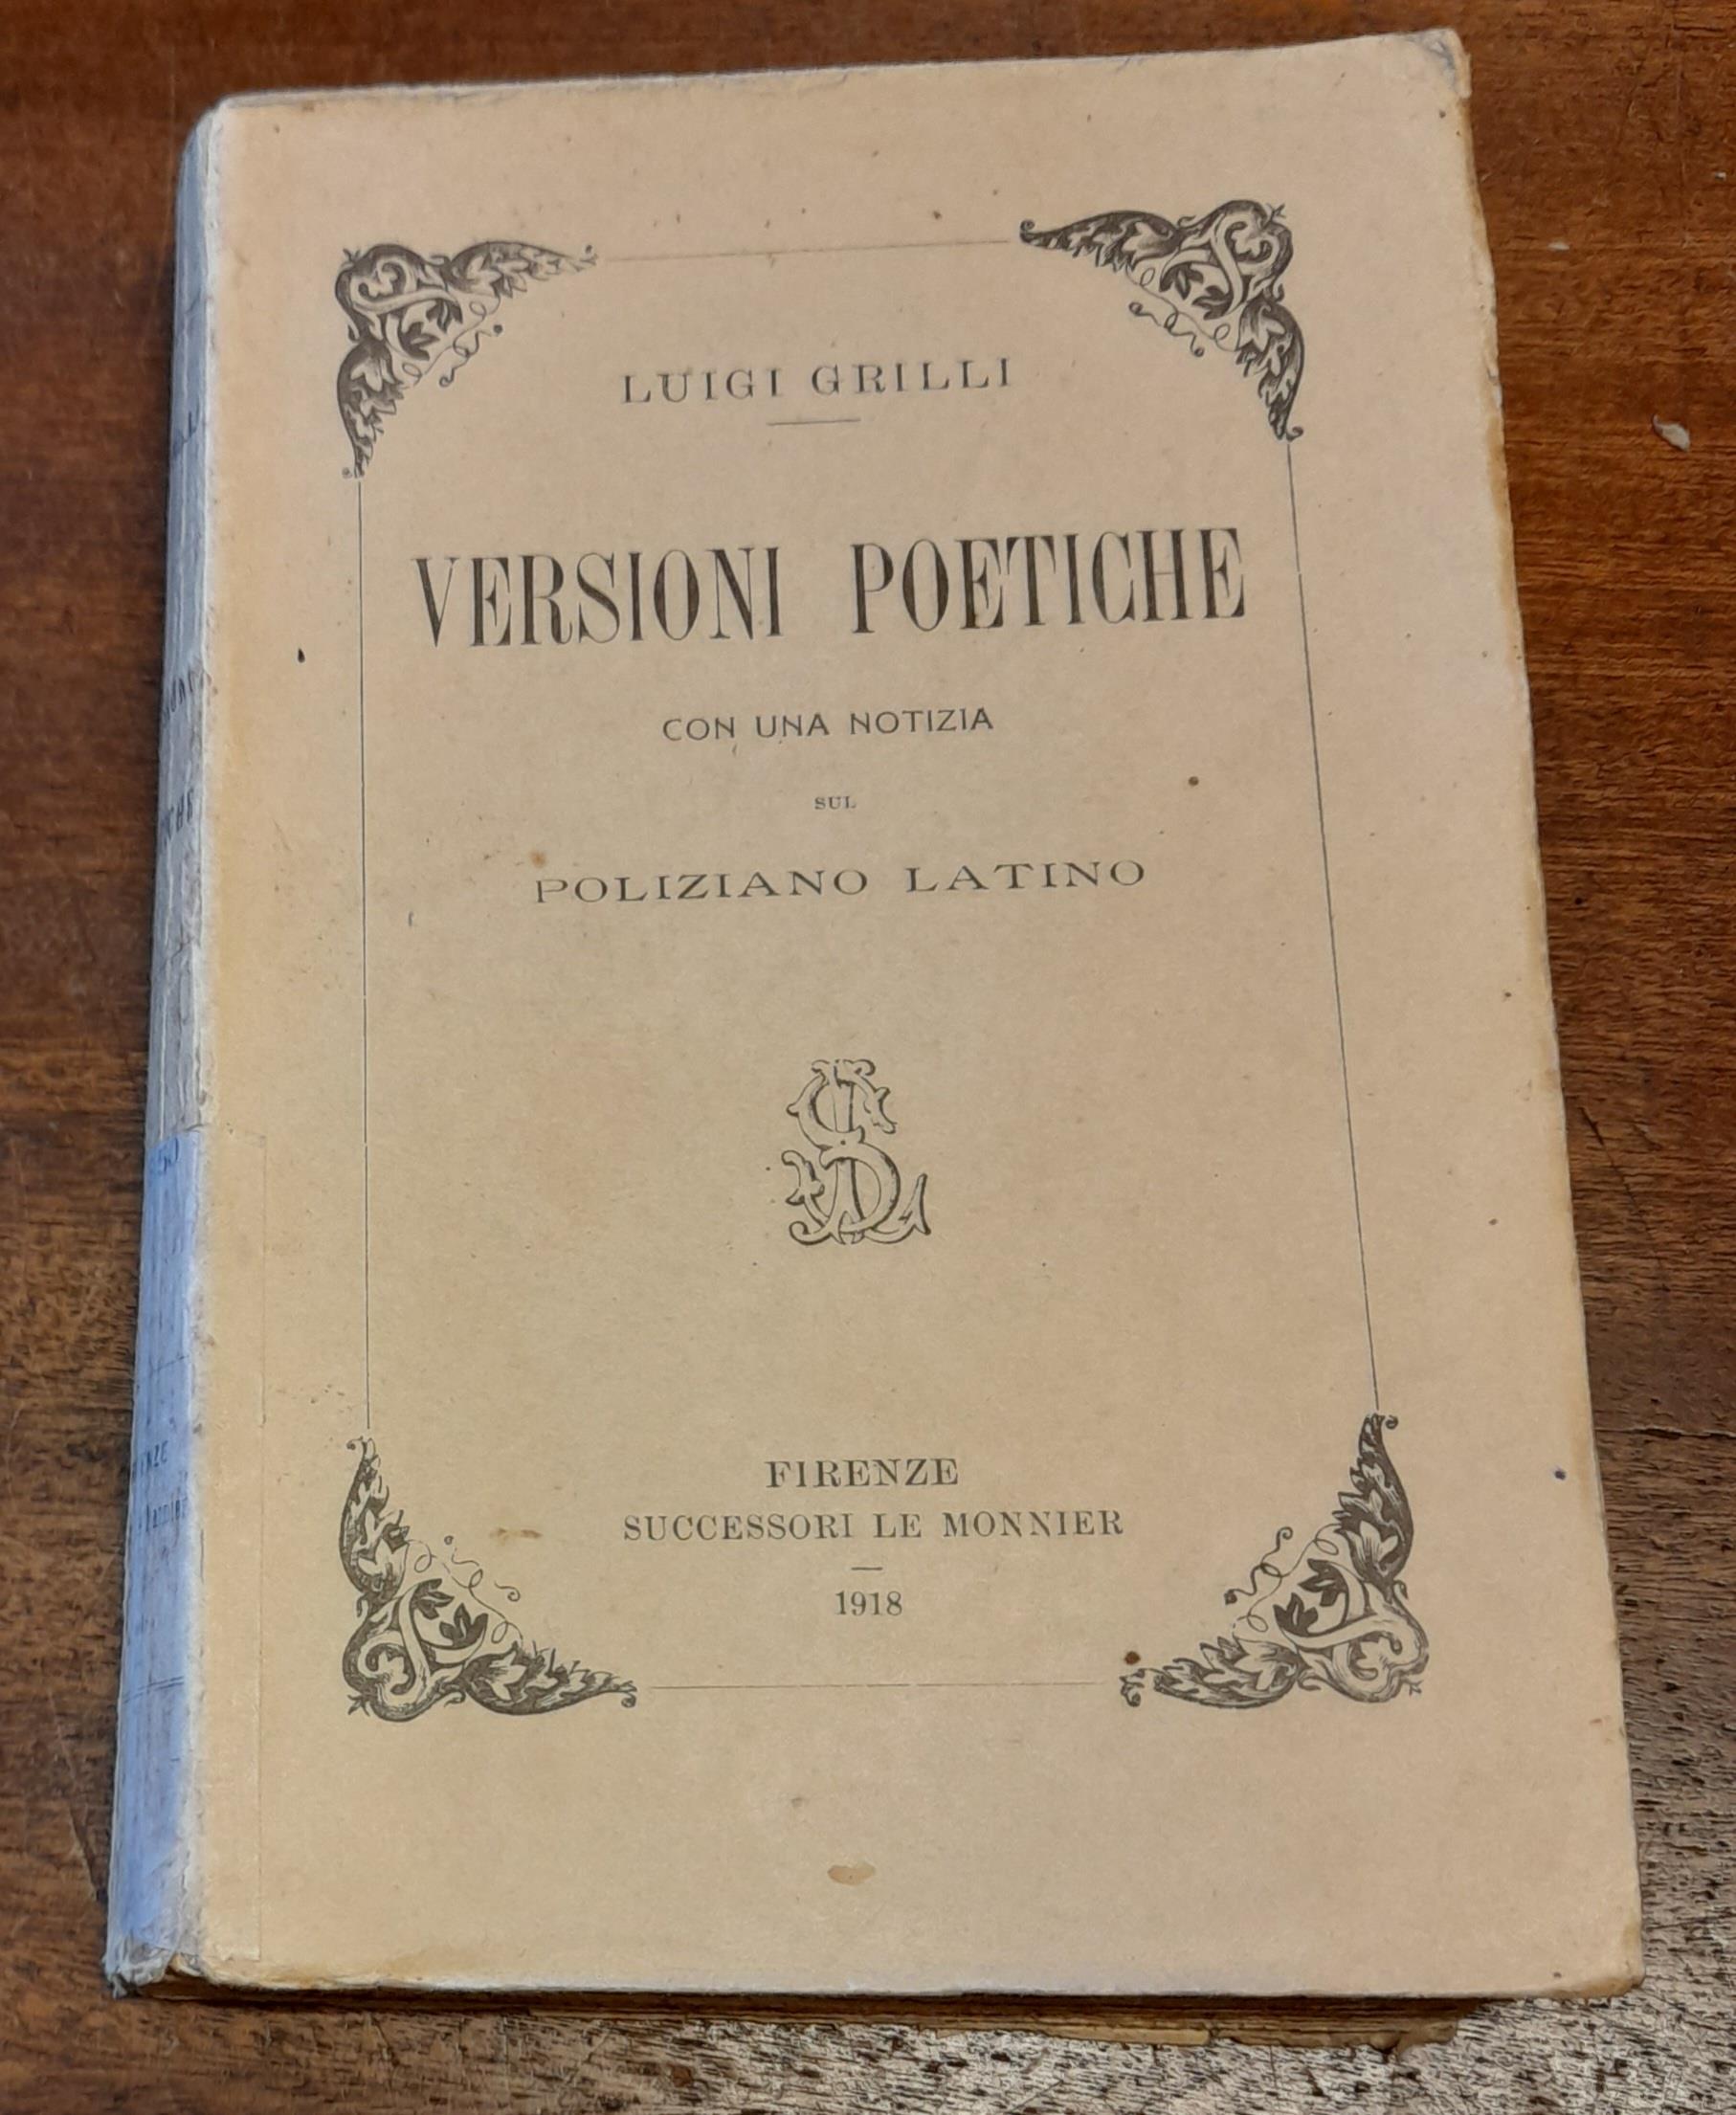 LUIGI GRILLI
VERSIONI POETICHE
CON UNA NOTIZIA
SUL
POLIZIANO LATINO
FIRENZE
SUCCESSORI LE MONNIER
1918